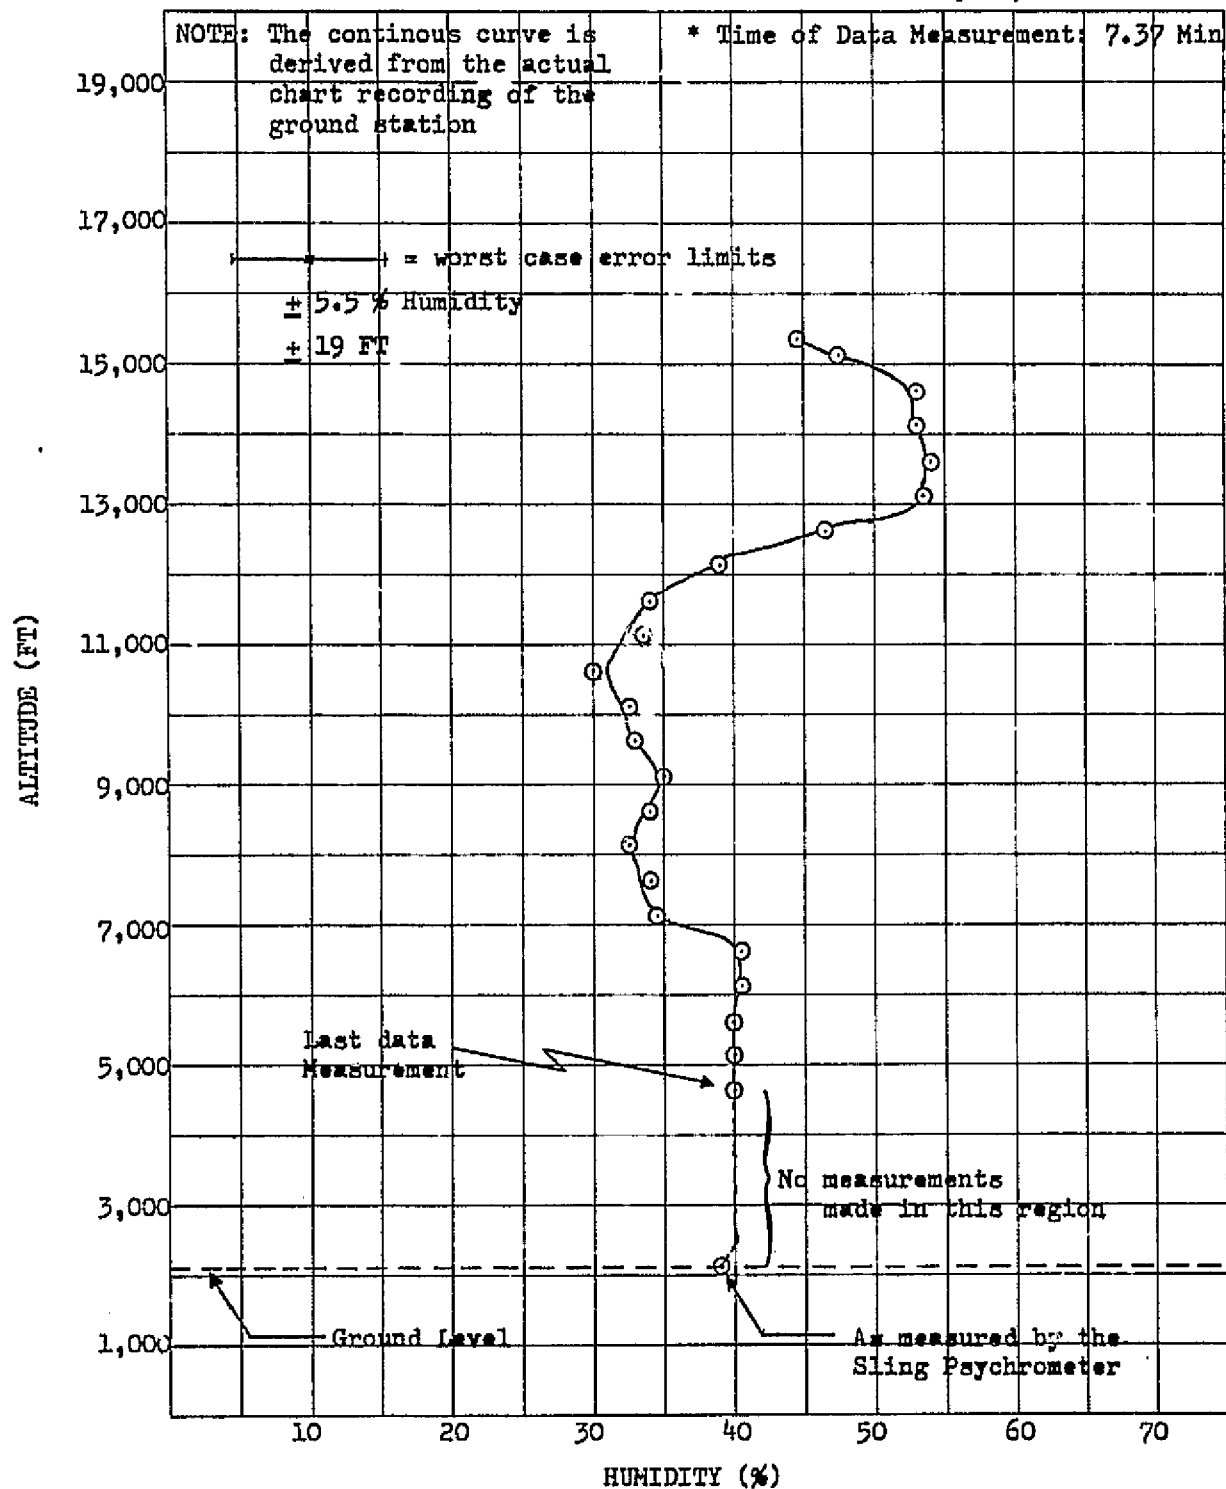 NOTE: The continous curve is
derived from the actual
chart recording of the
ground station
* Time of Data Measurement: 7.37 Min
19,000
17,000
= worst case error limits
± 5.5 % Humidity
± 19 FT
15,000
13,000
11,000
9,000
7,000
5,000
3,000
1,000
ALTITUDE (FT)
Last data
Measurement
No measurements
made in this region
Ground Level
As measured by the
Sling Psychrometer
10 20 30 40 50 60 70
HUMIDITY (%)